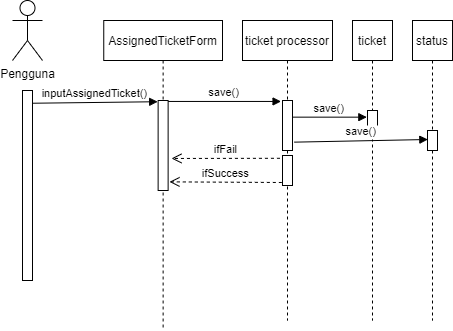 AssignedTicketForm
ticket processor
ticket
status
Pengguna
inputAssignedTicket()
save()
save()
save()
ifFail
ifSuccess